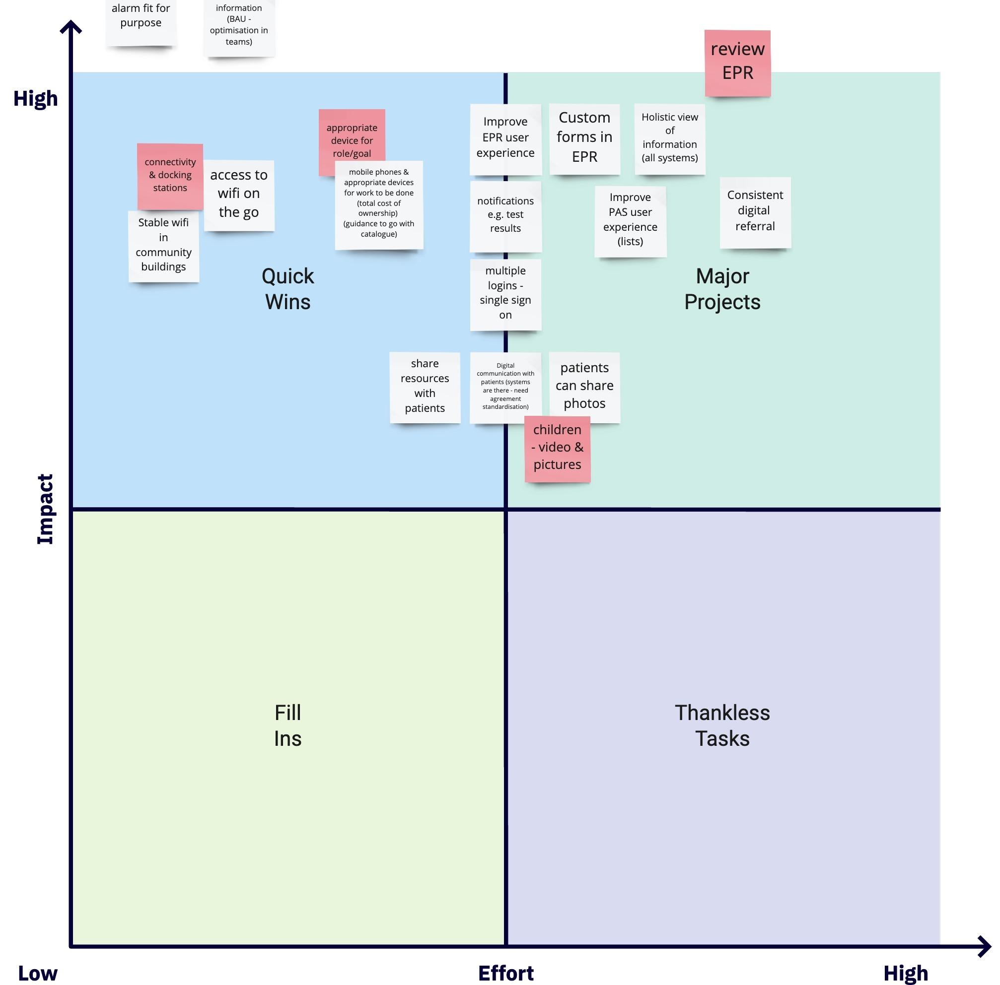 alarm fit for
purpose
information
(BAU -
optimisation in
teams)
review
EPR
High
connectivity
& docking
stations
access to
wifi on
the go
Stable wifi
in
community
buildings
appropriate
device for
role/goal
mobile phones &
appropriate devices
for work to be done
(total cost of
ownership)
(guidance to go with
catalogue)
Improve
EPR user
experience
Custom
forms in
EPR
Holistic view
of
information
(all systems)
notifications
e.g. test
results
Improve
PAS user
experience
(lists)
Consistent
digital
referral
multiple
logins -
single sign
on
Quick
Wins
Major
Projects
share
resources
with
patients
Digital
communication with
patients (systems
are there - need
agreement
standardisation)
patients
can share
photos
children
- video &
pictures
Impact
Fill
Ins
Thankless
Tasks
Low
Effort
High